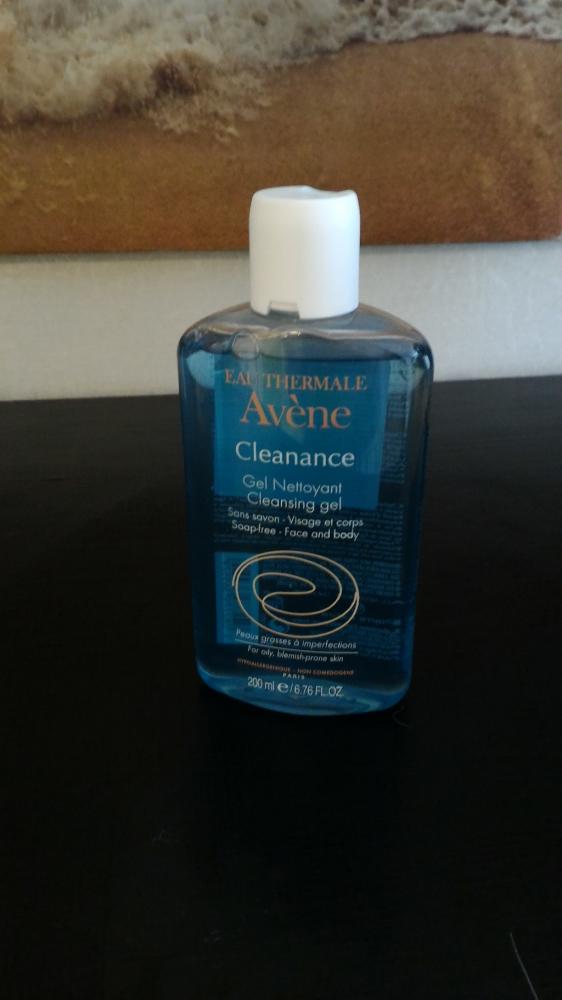 EAU THERMALE
Avène
Cleanance
Gel Nettoyant
Cleansing gel
Sans savon - Visage et corps
Soap-free - Face and body
Peaux grasses à imperfections
For oily, blemish-prone skin
HYPOALLERGÉNIQUE - NON COMEDOGENIC
PARIS
200 ml e / 6.76 FL.OZ.